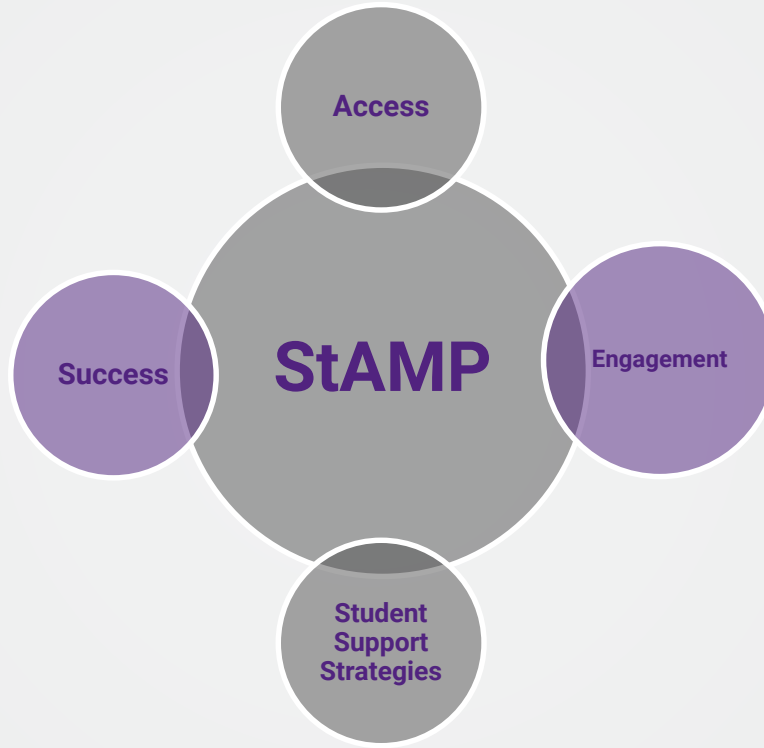 Access
StAMP
Engagement
Success
Student
Support
Strategies